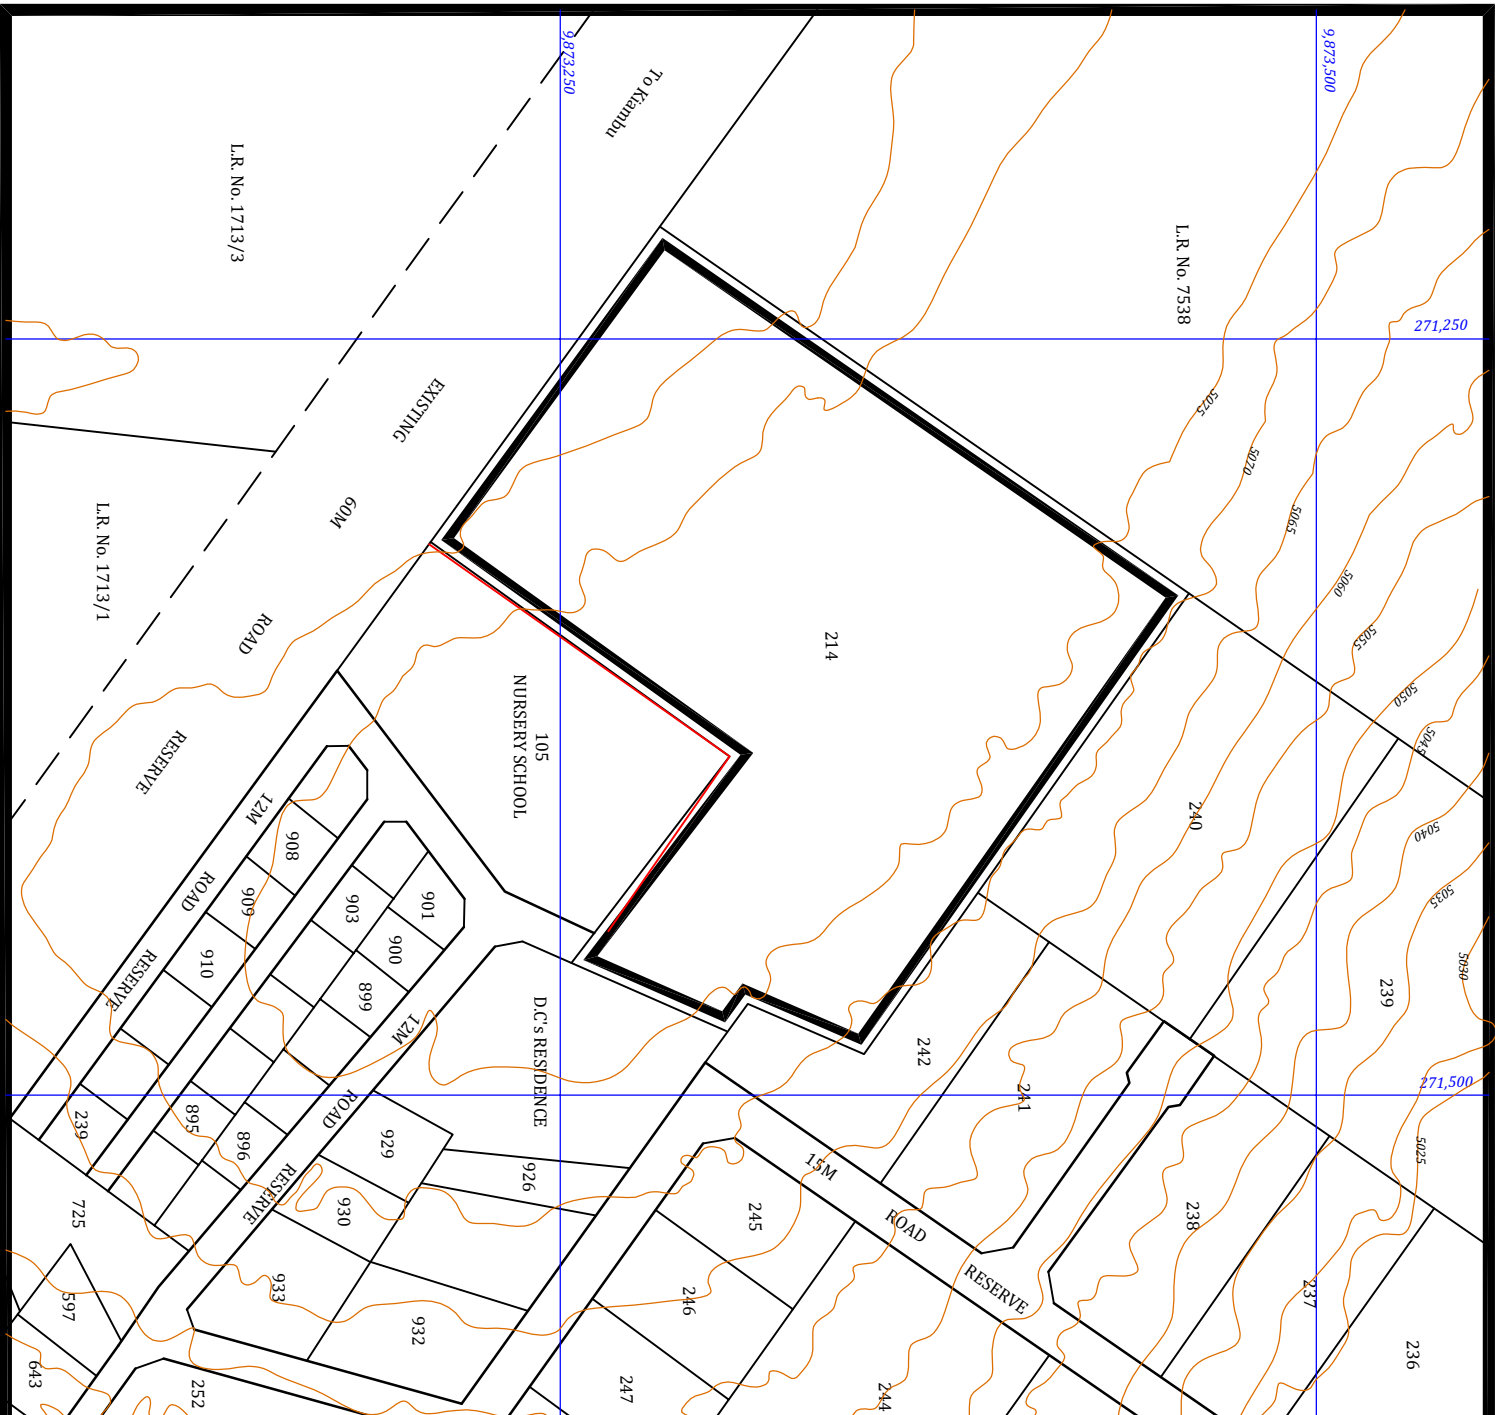 9,873,250
9,873,500
To Kiambu
L.R. No. 1713/3
L.R. No. 7538
271,250
EXISTING
5025
5070
5065
60M
L.R. No. 1713/1
5060
5055
ROAD
214
5050
NURSERY SCHOOL
105
5045
RESERVE
12M
240
5040
908
ROAD
909
903
901
5035
900
910
RESERVE
5030
899
239
12M
D.C's RESIDENCE
242
271,500
241
ROAD
239
895
896
929
5025
15M
926
RESERVE
725
930
245
ROAD
238
RESERVE
933
597
246
237
932
236
643
252
247
244